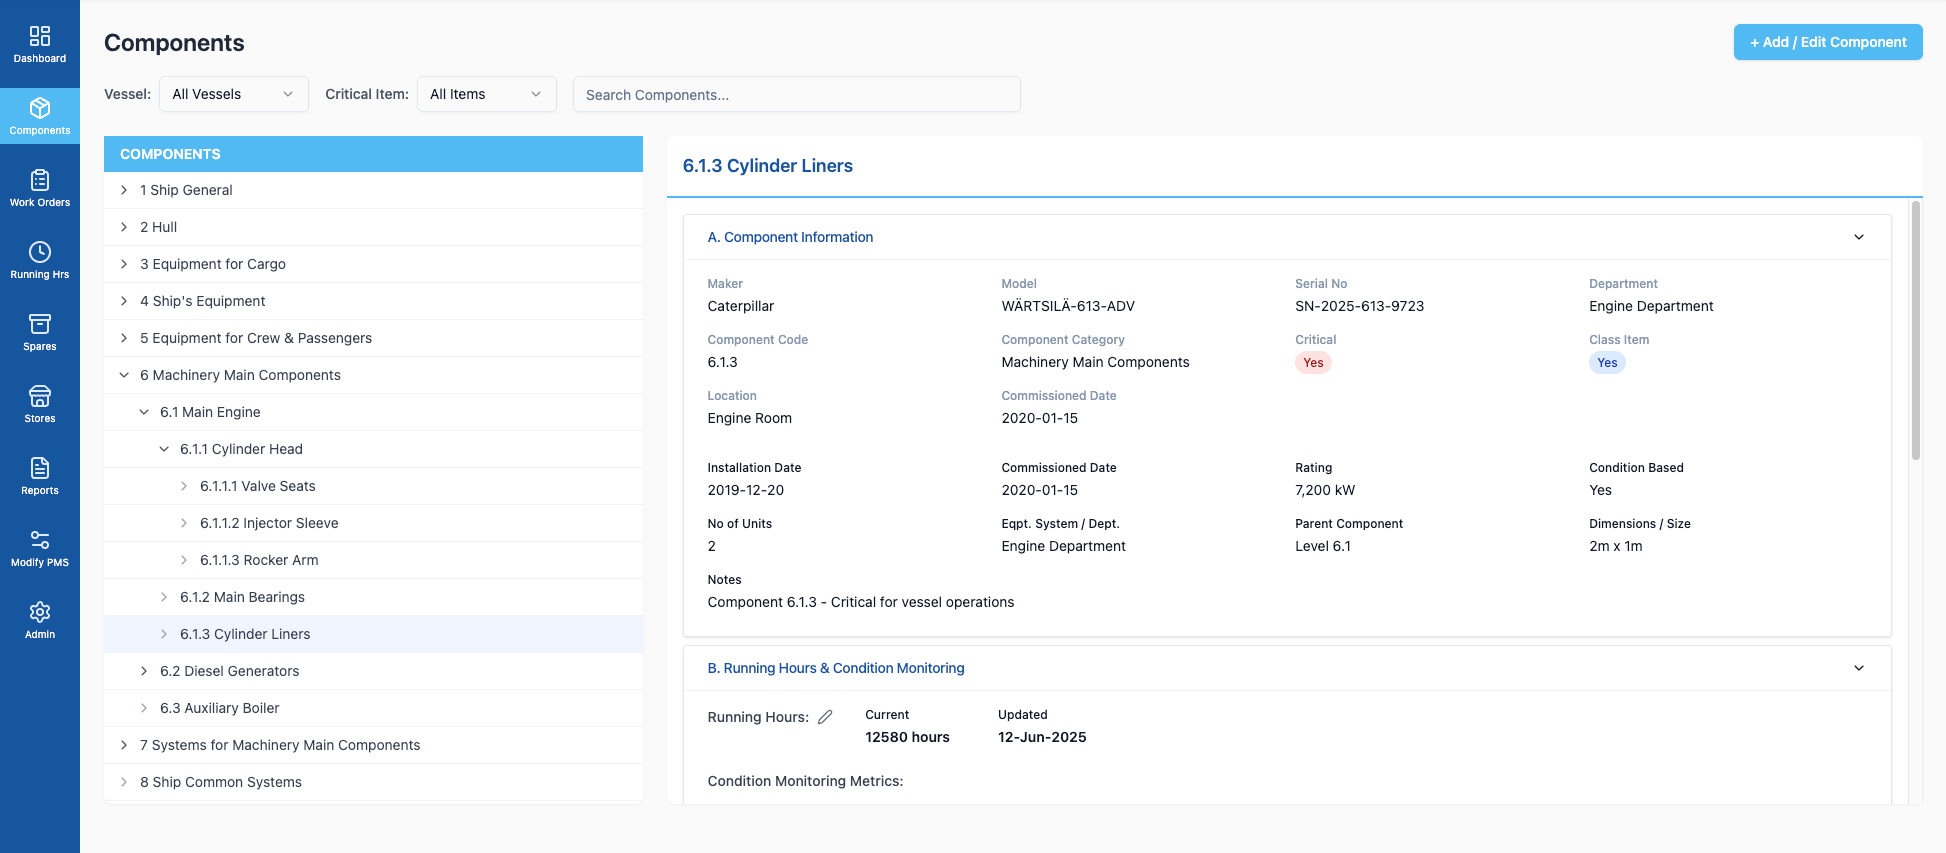 Dashboard
Components
Work Orders
Running Hrs
Spares
Stores
Reports
Modify PMS
Admin
Components
+ Add / Edit Component
Vessel: All Vessels Critical Item: All Items Search Components...
COMPONENTS
1 Ship General
2 Hull
3 Equipment for Cargo
4 Ship's Equipment
5 Equipment for Crew & Passengers
6 Machinery Main Components
6.1 Main Engine
6.1.1 Cylinder Head
6.1.1.1 Valve Seats
6.1.1.2 Injector Sleeve
6.1.1.3 Rocker Arm
6.1.2 Main Bearings
6.1.3 Cylinder Liners
6.2 Diesel Generators
6.3 Auxiliary Boiler
7 Systems for Machinery Main Components
8 Ship Common Systems
6.1.3 Cylinder Liners
A. Component Information
Maker Model Serial No Department
Caterpillar WÄRTSILÄ-613-ADV SN-2025-613-9723 Engine Department
Component Code Component Category Critical Class Item
6.1.3 Machinery Main Components Yes Yes
Location Commissioned Date
Engine Room 2020-01-15
Installation Date Commissioned Date Rating Condition Based
2019-12-20 2020-01-15 7,200 kW Yes
No of Units Eqpt. System / Dept. Parent Component Dimensions / Size
2 Engine Department Level 6.1 2m x 1m
Notes
Component 6.1.3 - Critical for vessel operations
B. Running Hours & Condition Monitoring
Running Hours: Current Updated
12580 hours 12-Jun-2025
Condition Monitoring Metrics: